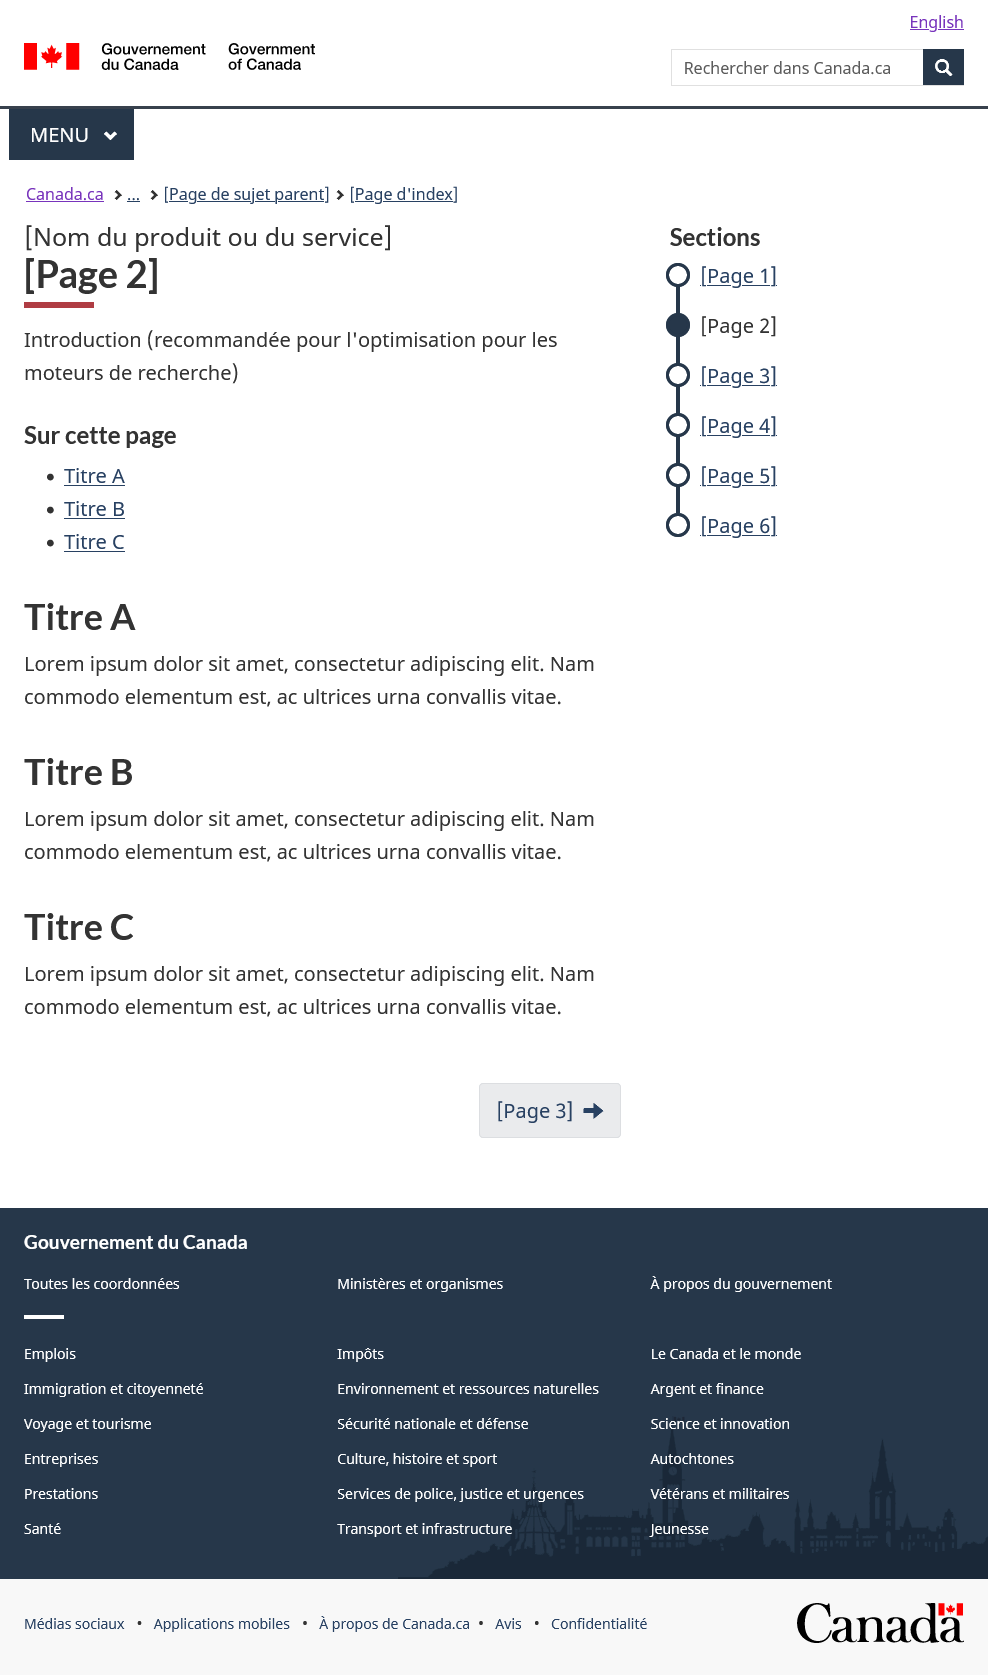 English
Gouvernement
du Canada
Government
of Canada
Rechercher dans Canada.ca
MENU
Canada.ca
...
[Page de sujet parent]
[Page d'index]
[Nom du produit ou du service]
[Page 2]
Introduction (recommandée pour l'optimisation pour les
moteurs de recherche)
Sur cette page
• Titre A
• Titre B
• Titre C
Titre A
Lorem ipsum dolor sit amet, consectetur adipiscing elit. Nam
commodo elementum est, ac ultrices urna convallis vitae.
Titre B
Lorem ipsum dolor sit amet, consectetur adipiscing elit. Nam
commodo elementum est, ac ultrices urna convallis vitae.
Titre C
Lorem ipsum dolor sit amet, consectetur adipiscing elit. Nam
commodo elementum est, ac ultrices urna convallis vitae.
[Page 3]
Sections
[Page 1]
[Page 2]
[Page 3]
[Page 4]
[Page 5]
[Page 6]
Gouvernement du Canada
Toutes les coordonnées
Ministères et organismes
À propos du gouvernement
Emplois
Impôts
Le Canada et le monde
Immigration et citoyenneté
Environnement et ressources naturelles
Argent et finance
Voyage et tourisme
Sécurité nationale et défense
Science et innovation
Entreprises
Culture, histoire et sport
Autochtones
Prestations
Services de police, justice et urgences
Vétérans et militaires
Santé
Transport et infrastructure
Jeunesse
Médias sociaux • Applications mobiles • À propos de Canada.ca • Avis • Confidentialité
Canada